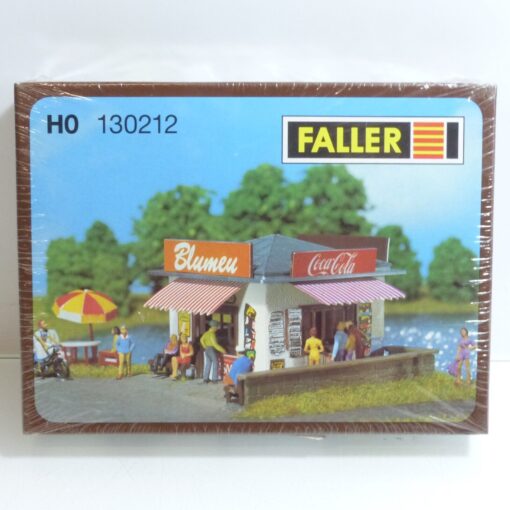 H0 130212
FALLER
Blumen
Coca-Cola